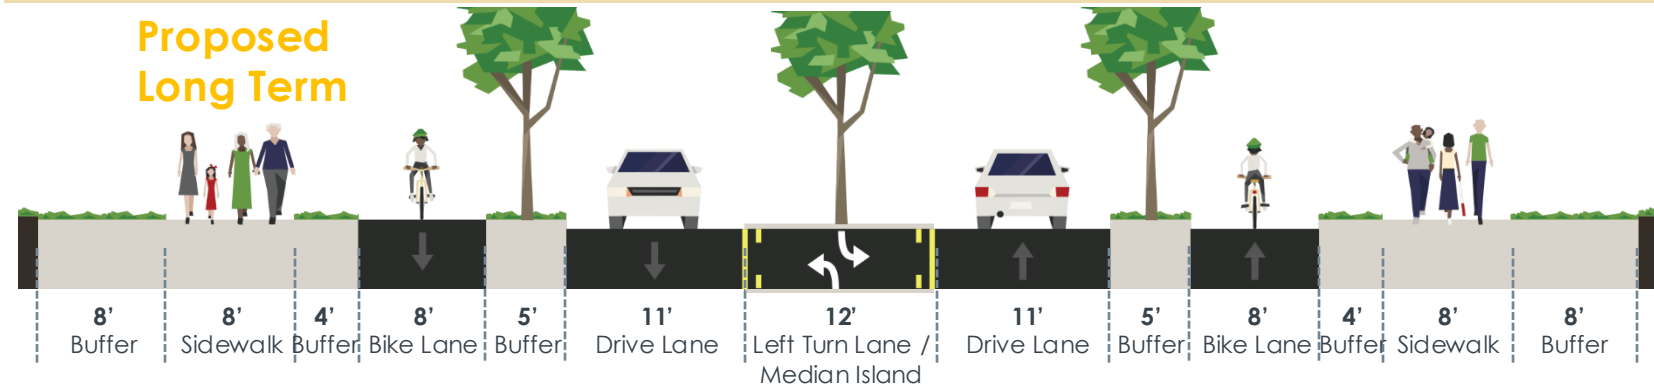 Proposed
Long Term
8' 8' 4' 8' 5' 11' 12' 11' 5' 8' 4' 8' 8'
Buffer Sidewalk Buffer Bike Lane Buffer Drive Lane Left Turn Lane / Drive Lane Buffer Bike Lane Buffer Sidewalk Buffer
Median Island